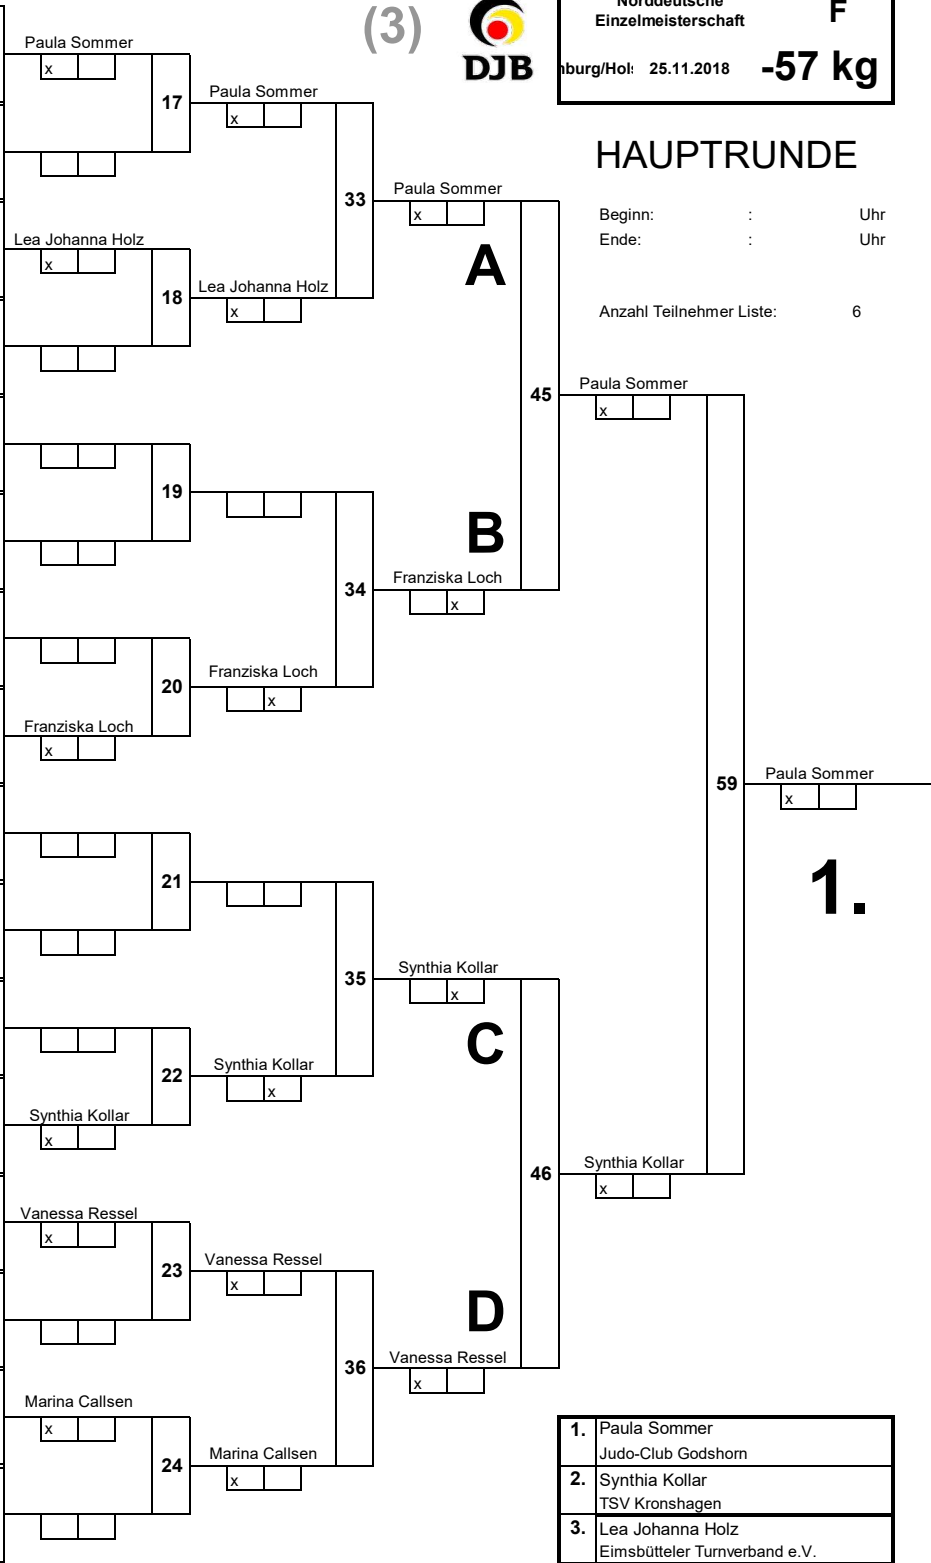 (3)
DJB
Norddeutsche
Einzelmeisterschaft
F
25.11.2018
-57 kg
HAUPTRUNDE
Beginn: : Uhr
Ende: : Uhr
Anzahl Teilnehmer Liste: 6
Paula Sommer
x
17
Paula Sommer
x
Lea Johanna Holz
x
18
Lea Johanna Holz
x
33
Paula Sommer
x
A
19
B
34
Franziska Loch
x
20
Franziska Loch
x
Franziska Loch
x
45
Paula Sommer
x
21
35
Synthia Kollar
x
C
22
Synthia Kollar
x
Synthia Kollar
x
Vanessa Ressel
x
23
Vanessa Ressel
x
D
36
Vanessa Ressel
x
Marina Callsen
x
24
Marina Callsen
x
46
Synthia Kollar
x
59
Paula Sommer
x
1.
1. Paula Sommer
Judo-Club Godshorn
2. Synthia Kollar
TSV Kronshagen
3. Lea Johanna Holz
Eimsbütteler Turnverband e.V.